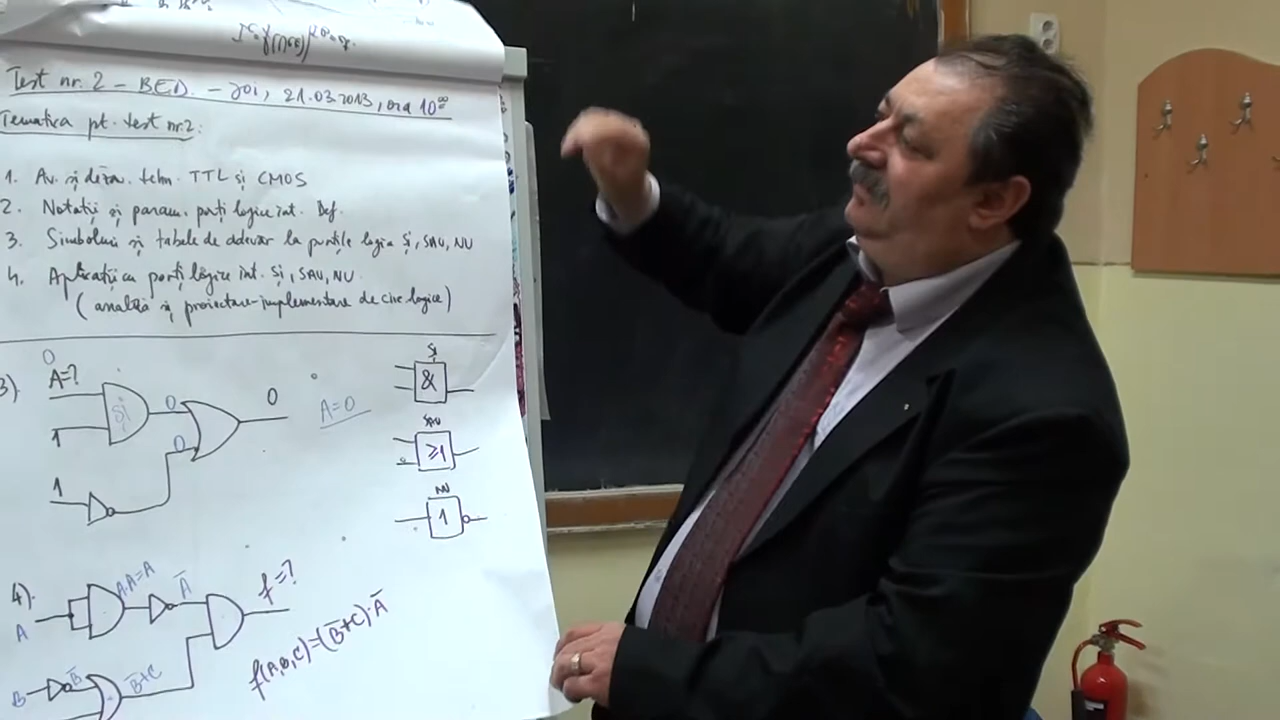 Test nr. 2 – BED. – joi, 21.03.2013, ora 10⁰⁰
Tematica pt. test nr. 2:
1. Av. și dezav. tehn. TTL și CMOS
2. Notații și param. porți logice int. Def.
3. Simboluri și tabele de adevăr la porțile logice ȘI, SAU, NU
4. Aplicații cu porți logice int. ȘI, SAU, NU.
(analiza și proiectare-implementare de circ. logice)
3).
0
A=?
1
ȘI
0
0
1
0
A=0
ȘI
&
SAU
≥1
NU
1
4).
A
AA=A
Ā
f=?
B
B̄
B̄+C
f(A,B,C)=(B̄+C)·Ā